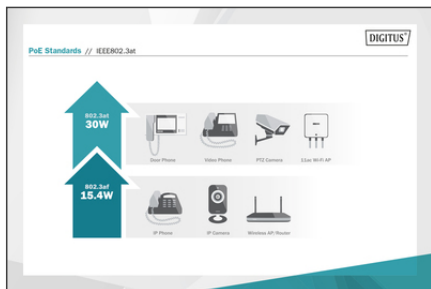 DIGITUS®
PoE Standards // IEEE802.3at
802.3at
30W
Door Phone Video Phone PTZ Camera 11ac Wi-Fi AP
802.3af
15.4W
IP Phone IP Camera Wireless AP/Router